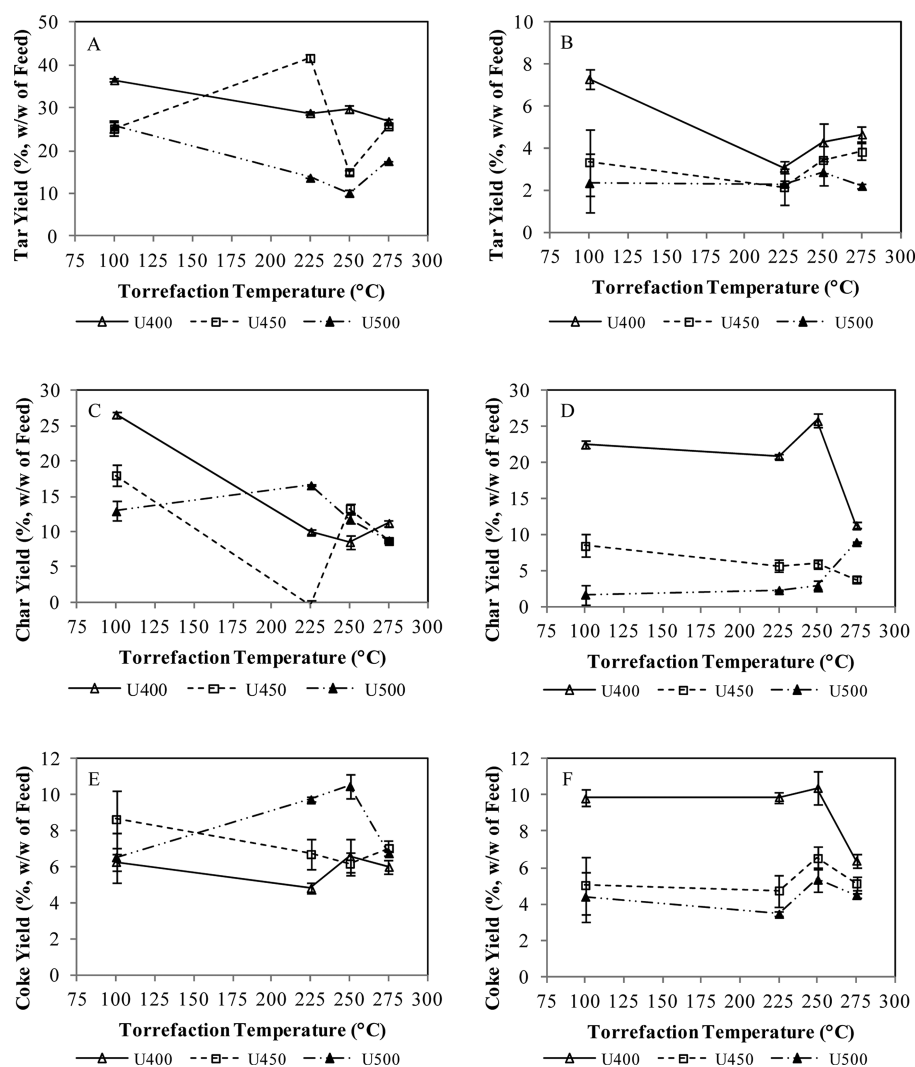 A
Tar Yield (%, w/w of Feed)
50
40
30
20
10
0
75 100 125 150 175 200 225 250 275 300
Torrefaction Temperature (°C)
U400 U450 U500
B
Tar Yield (%, w/w of Feed)
10
8
6
4
2
0
75 100 125 150 175 200 225 250 275 300
Torrefaction Temperature (°C)
U400 U450 U500
C
Char Yield (%, w/w of Feed)
30
25
20
15
10
5
0
75 100 125 150 175 200 225 250 275 300
Torrefaction Temperature (°C)
U400 U450 U500
D
Char Yield (%, w/w of Feed)
30
25
20
15
10
5
0
75 100 125 150 175 200 225 250 275 300
Torrefaction Temperature (°C)
U400 U450 U500
E
Coke Yield (%, w/w of Feed)
12
10
8
6
4
2
0
75 100 125 150 175 200 225 250 275 300
Torrefaction Temperature (°C)
U400 U450 U500
F
Coke Yield (%, w/w of Feed)
12
10
8
6
4
2
0
75 100 125 150 175 200 225 250 275 300
Torrefaction Temperature (°C)
U400 U450 U500